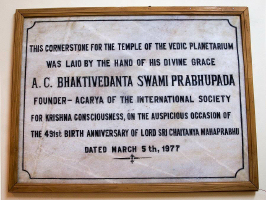 THIS CORNERSTONE FOR THE TEMPLE OF THE VEDIC PLANETARIUM
WAS LAID BY THE HAND OF HIS DIVINE GRACE
A. C. BHAKTIVEDANTA SWAMI PRABHUPADA
FOUNDER - ACARYA OF THE INTERNATIONAL SOCIETY
FOR KRISHNA CONSCIOUSNESS, ON THE AUSPICIOUS OCCASION OF
THE 491st BIRTH ANNIVERSARY OF LORD SRI CHAITANYA MAHAPRABHU
DATED MARCH 5th, 1977